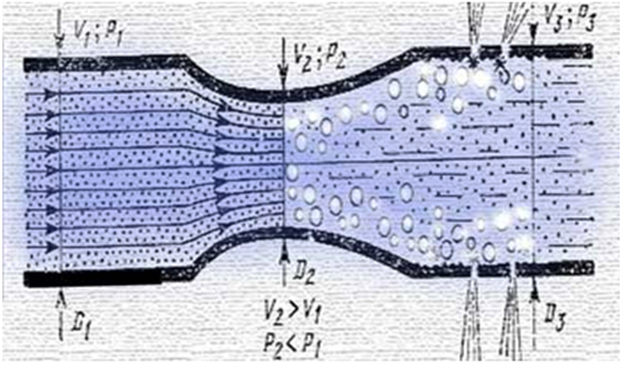 V₁; P₁
V₂; P₂
V₃; P₃
D₁
D₂
D₃
V₂ > V₁
P₂ < P₁